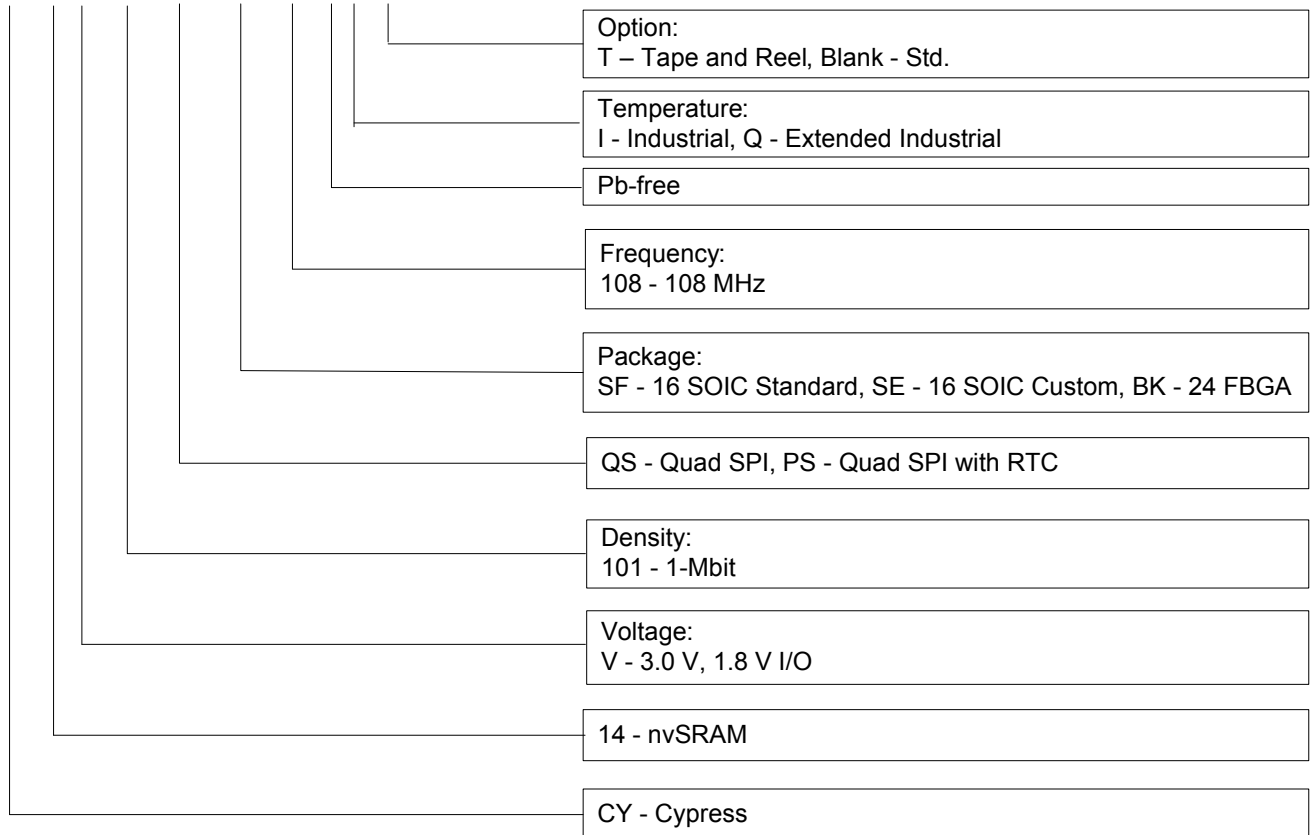 Option:
T – Tape and Reel, Blank - Std.
Temperature:
I - Industrial, Q - Extended Industrial
Pb-free
Frequency:
108 - 108 MHz
Package:
SF - 16 SOIC Standard, SE - 16 SOIC Custom, BK - 24 FBGA
QS - Quad SPI, PS - Quad SPI with RTC
Density:
101 - 1-Mbit
Voltage:
V - 3.0 V, 1.8 V I/O
14 - nvSRAM
CY - Cypress